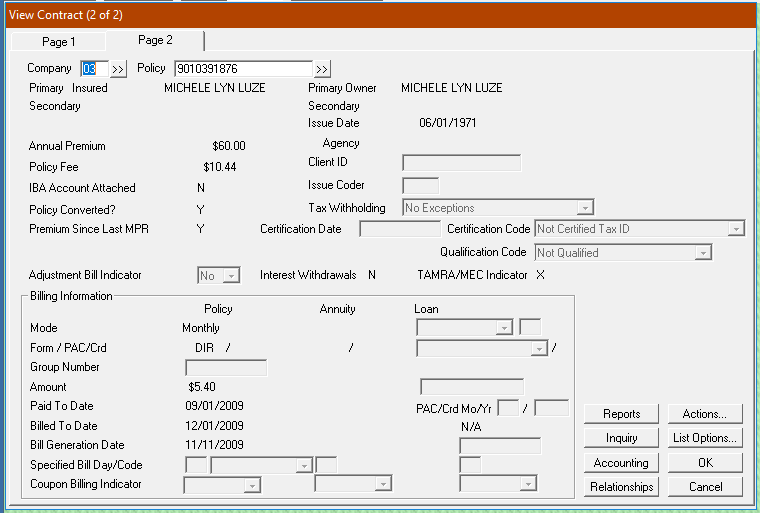 View Contract (2 of 2)
Page 1 Page 2
Company 03 >> Policy 9010391876 >>
Primary Insured MICHELE LYN LUZE Primary Owner MICHELE LYN LUZE
Secondary Secondary
Issue Date 06/01/1971
Annual Premium $60.00 Agency
Policy Fee $10.44 Client ID
IBA Account Attached N Issue Coder
Policy Converted? Y Tax Withholding No Exceptions
Premium Since Last MPR Y Certification Date Certification Code Not Certified Tax ID
Qualification Code Not Qualified
Adjustment Bill Indicator No Interest Withdrawals N TAMRA/MEC Indicator X
Billing Information
Policy Annuity Loan
Mode Monthly
Form / PAC/Crd DIR / / /
Group Number
Amount $5.40
Paid To Date 09/01/2009 PAC/Crd Mo/Yr /
Billed To Date 12/01/2009 N/A
Bill Generation Date 11/11/2009
Specified Bill Day/Code
Coupon Billing Indicator
Reports Actions...
Inquiry List Options...
Accounting OK
Relationships Cancel